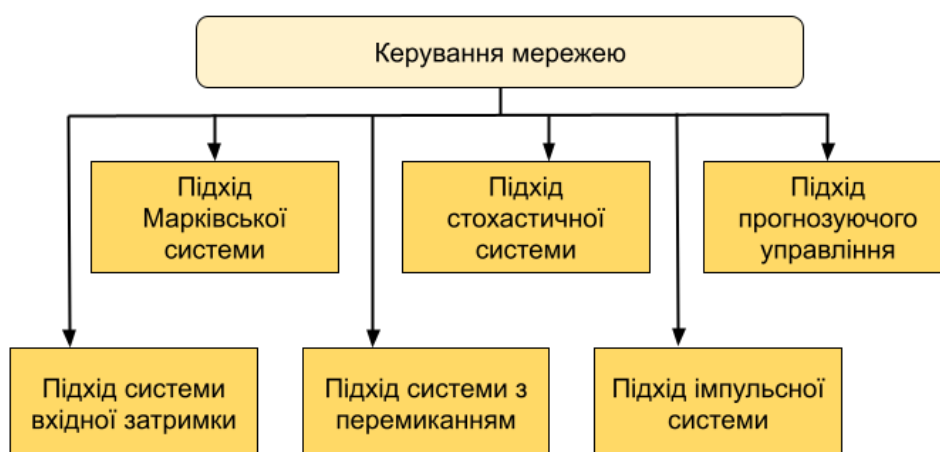 Керування мережею
Підхід
Марківської
системи
Підхід
стохастичної
системи
Підхід
прогнозуючого
управління
Підхід системи
вхідної затримки
Підхід системи з
перемиканням
Підхід імпульсної
системи